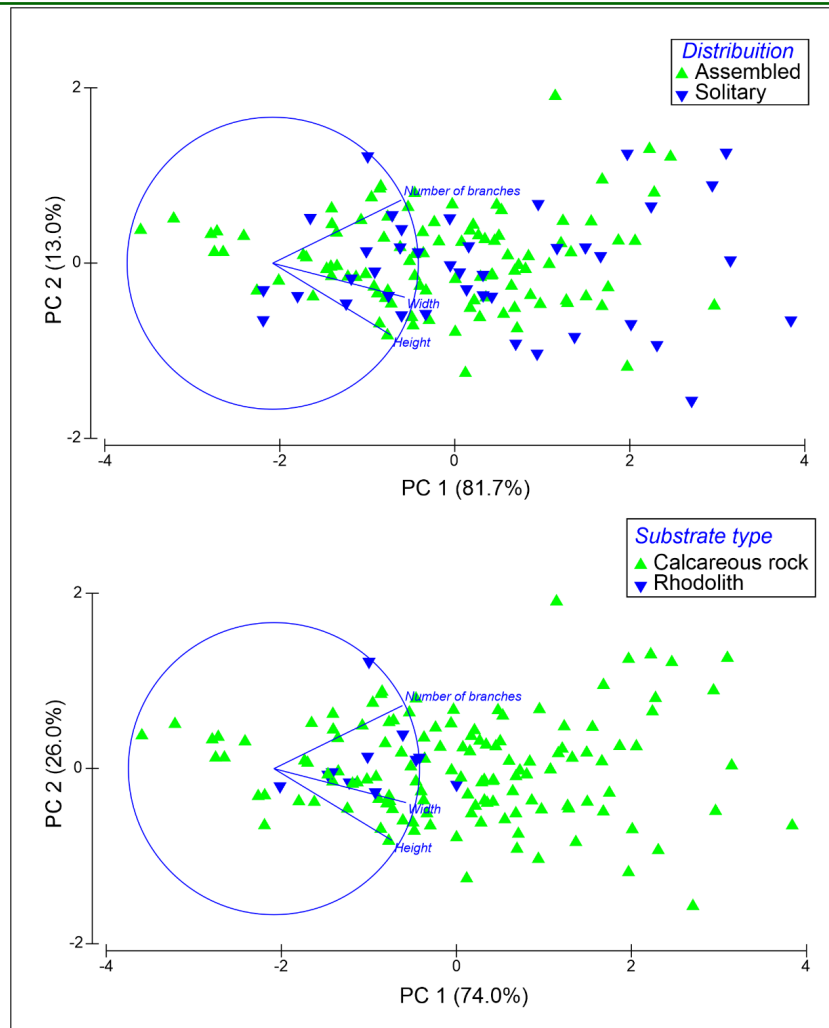 Distribuition
Assembled
Solitary
2
Number of branches
PC 2 (13.0%)
0
Width
Height
-2
-4
-2
0
2
4
PC 1 (81.7%)
Substrate type
Calcareous rock
Rhodolith
2
Number of branches
PC 2 (26.0%)
0
Width
Height
-2
-4
-2
0
2
4
PC 1 (74.0%)